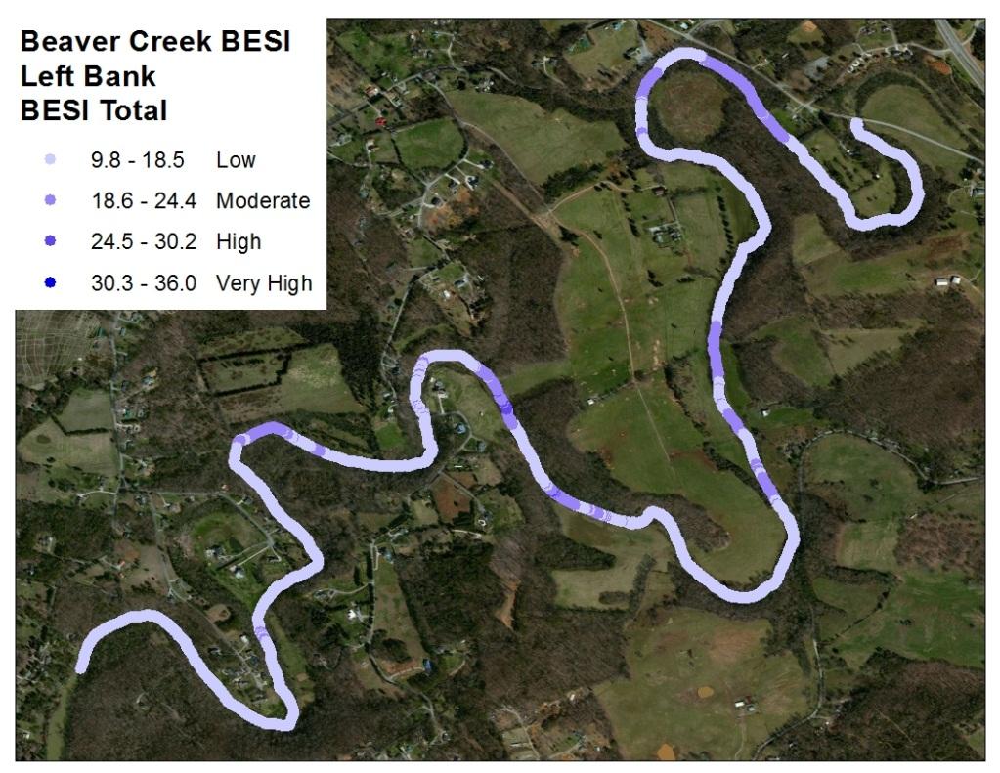 Beaver Creek BESI
Left Bank
BESI Total
9.8 - 18.5 Low
18.6 - 24.4 Moderate
24.5 - 30.2 High
30.3 - 36.0 Very High